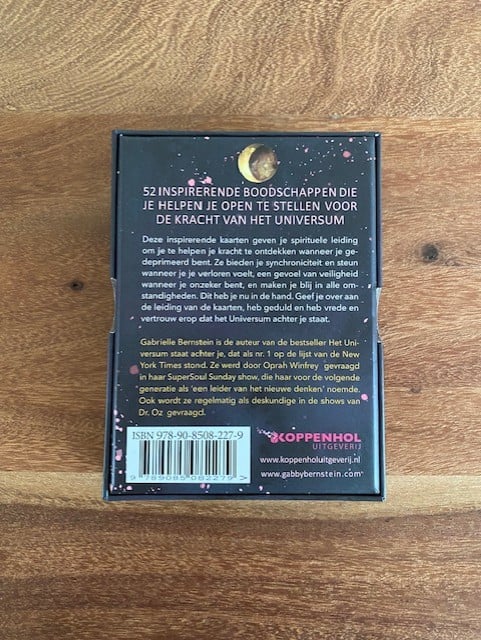 52 INSPIRERENDE BOODSCHAPPEN DIE
JE HELPEN JE OPEN TE STELLEN VOOR
DE KRACHT VAN HET UNIVERSUM
Deze inspirerende kaarten geven je spirituele leiding
om je te helpen je kracht te ontdekken wanneer je ge-
deprimeerd bent. Ze bieden je synchroniciteit en steun
wanneer je je verloren voelt, een gevoel van veiligheid
wanneer je onzeker bent, en maken je blij in alle om-
standigheden. Dit heb je nu in de hand. Geef je over aan
de leiding van de kaarten, heb geduld en heb vrede en
vertrouw erop dat het Universum achter je staat.
Gabrielle Bernstein is de auteur van de bestseller Het Uni-
versum staat achter je, dat als nr. 1 op de lijst van de New
York Times stond. Ze werd door Oprah Winfrey gevraagd
in haar SuperSoul Sunday show, die haar voor de volgende
generatie als 'een leider van het nieuwe denken' noemde.
Ook wordt ze regelmatig als deskundige in de shows van
Dr. Oz gevraagd.
ISBN 978-90-8508-227-9
9 789085 082279 >
KOPPENHOL
UITGEVERIJ
www.koppenholuitgeverij.nl
www.gabbybernstein.com